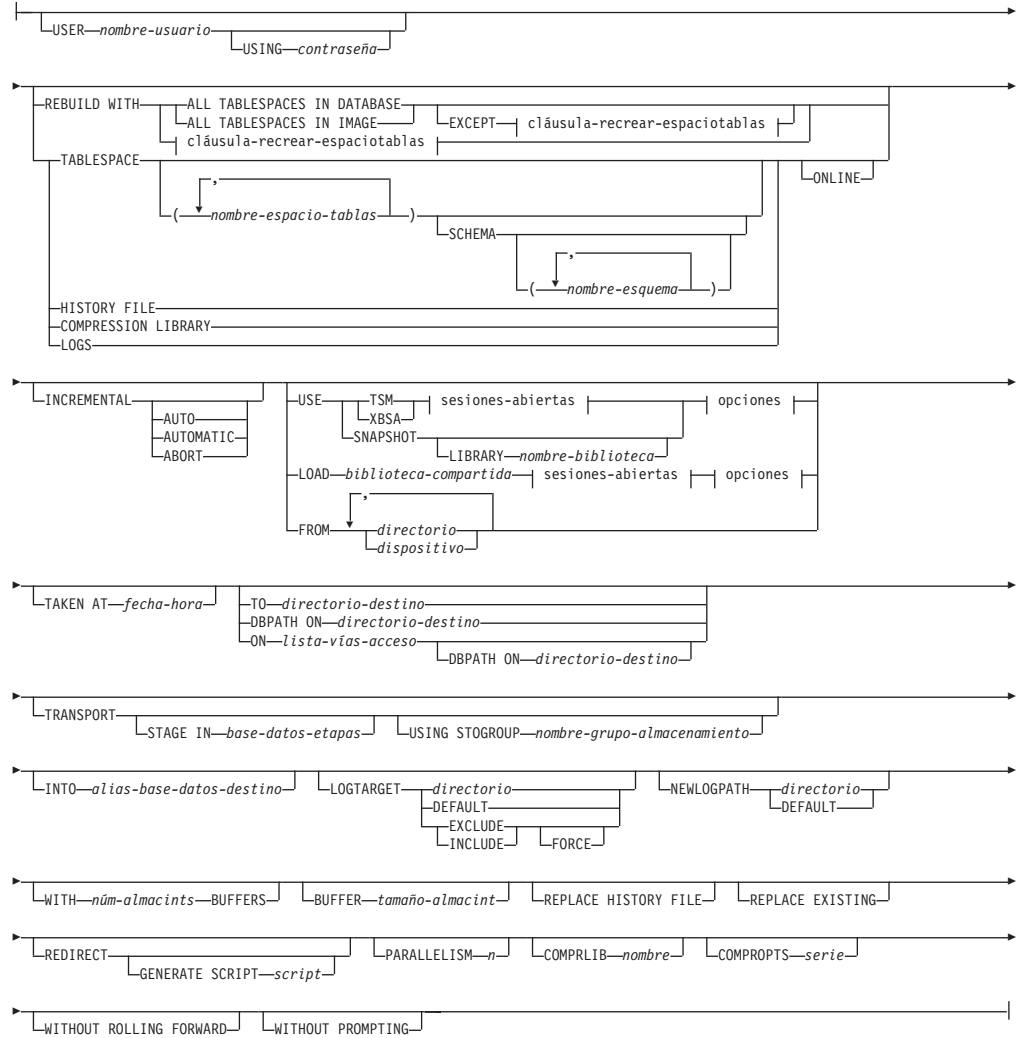 USER nombre-usuario
USING contraseña
REBUILD WITH ALL TABLESPACES IN DATABASE
ALL TABLESPACES IN IMAGE EXCEPT cláusula-recrear-espaciotablas
cláusula-recrear-espaciotablas
TABLESPACE
ONLINE
,
( nombre-espacio-tablas )
SCHEMA
,
( nombre-esquema )
HISTORY FILE
COMPRESSION LIBRARY
LOGS
INCREMENTAL USE TSM sesiones-abiertas opciones
AUTO XBSA
AUTOMATIC SNAPSHOT
ABORT LIBRARY nombre-biblioteca
LOAD biblioteca-compartida sesiones-abiertas opciones
,
FROM directorio
dispositivo
TAKEN AT fecha-hora TO directorio-destino
DBPATH ON directorio-destino
ON lista-vías-acceso
DBPATH ON directorio-destino
TRANSPORT
STAGE IN base-datos-etapas USING STOGROUP nombre-grupo-almacenamiento
INTO alias-base-datos-destino LOGTARGET directorio NEWLOGPATH directorio
DEFAULT DEFAULT
EXCLUDE
INCLUDE FORCE
WITH núm-almacints BUFFERS BUFFER tamaño-almacint REPLACE HISTORY FILE REPLACE EXISTING
REDIRECT PARALLELISM n COMPRLIB nombre COMPROPTS serie
GENERATE SCRIPT script
WITHOUT ROLLING FORWARD WITHOUT PROMPTING